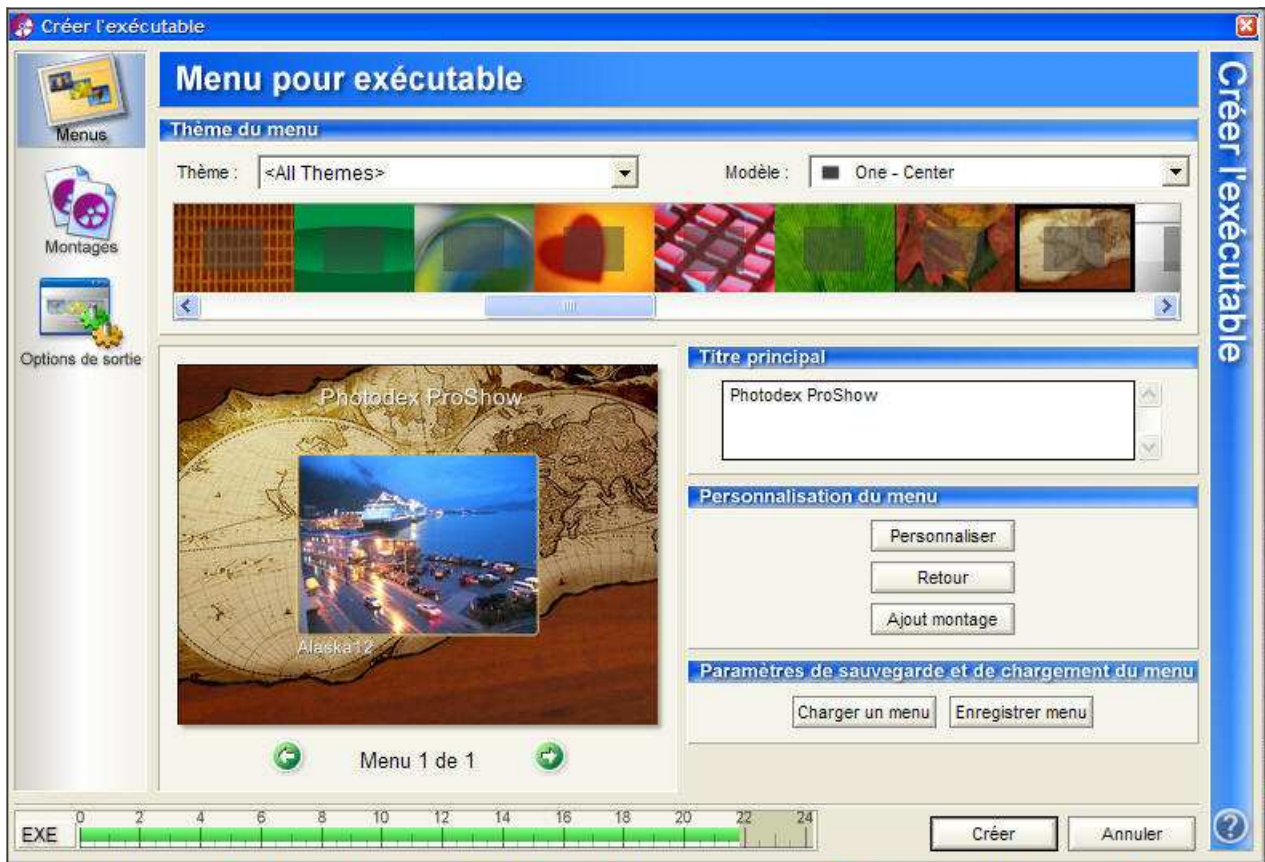 Créer l'exécutable
Menus
Montages
Options de sortie
Menu pour exécutable
Thème du menu
Thème : <All Themes>
Modèle : One - Center
Photodex ProShow
Alaska12
Menu 1 de 1
Titre principal
Photodex ProShow
Personnalisation du menu
Personnaliser
Retour
Ajout montage
Paramètres de sauvegarde et de chargement du menu
Charger un menu Enregistrer menu
Créer l'exécutable
EXE 0 2 4 6 8 10 12 14 16 18 20 22 24
Créer Annuler
?